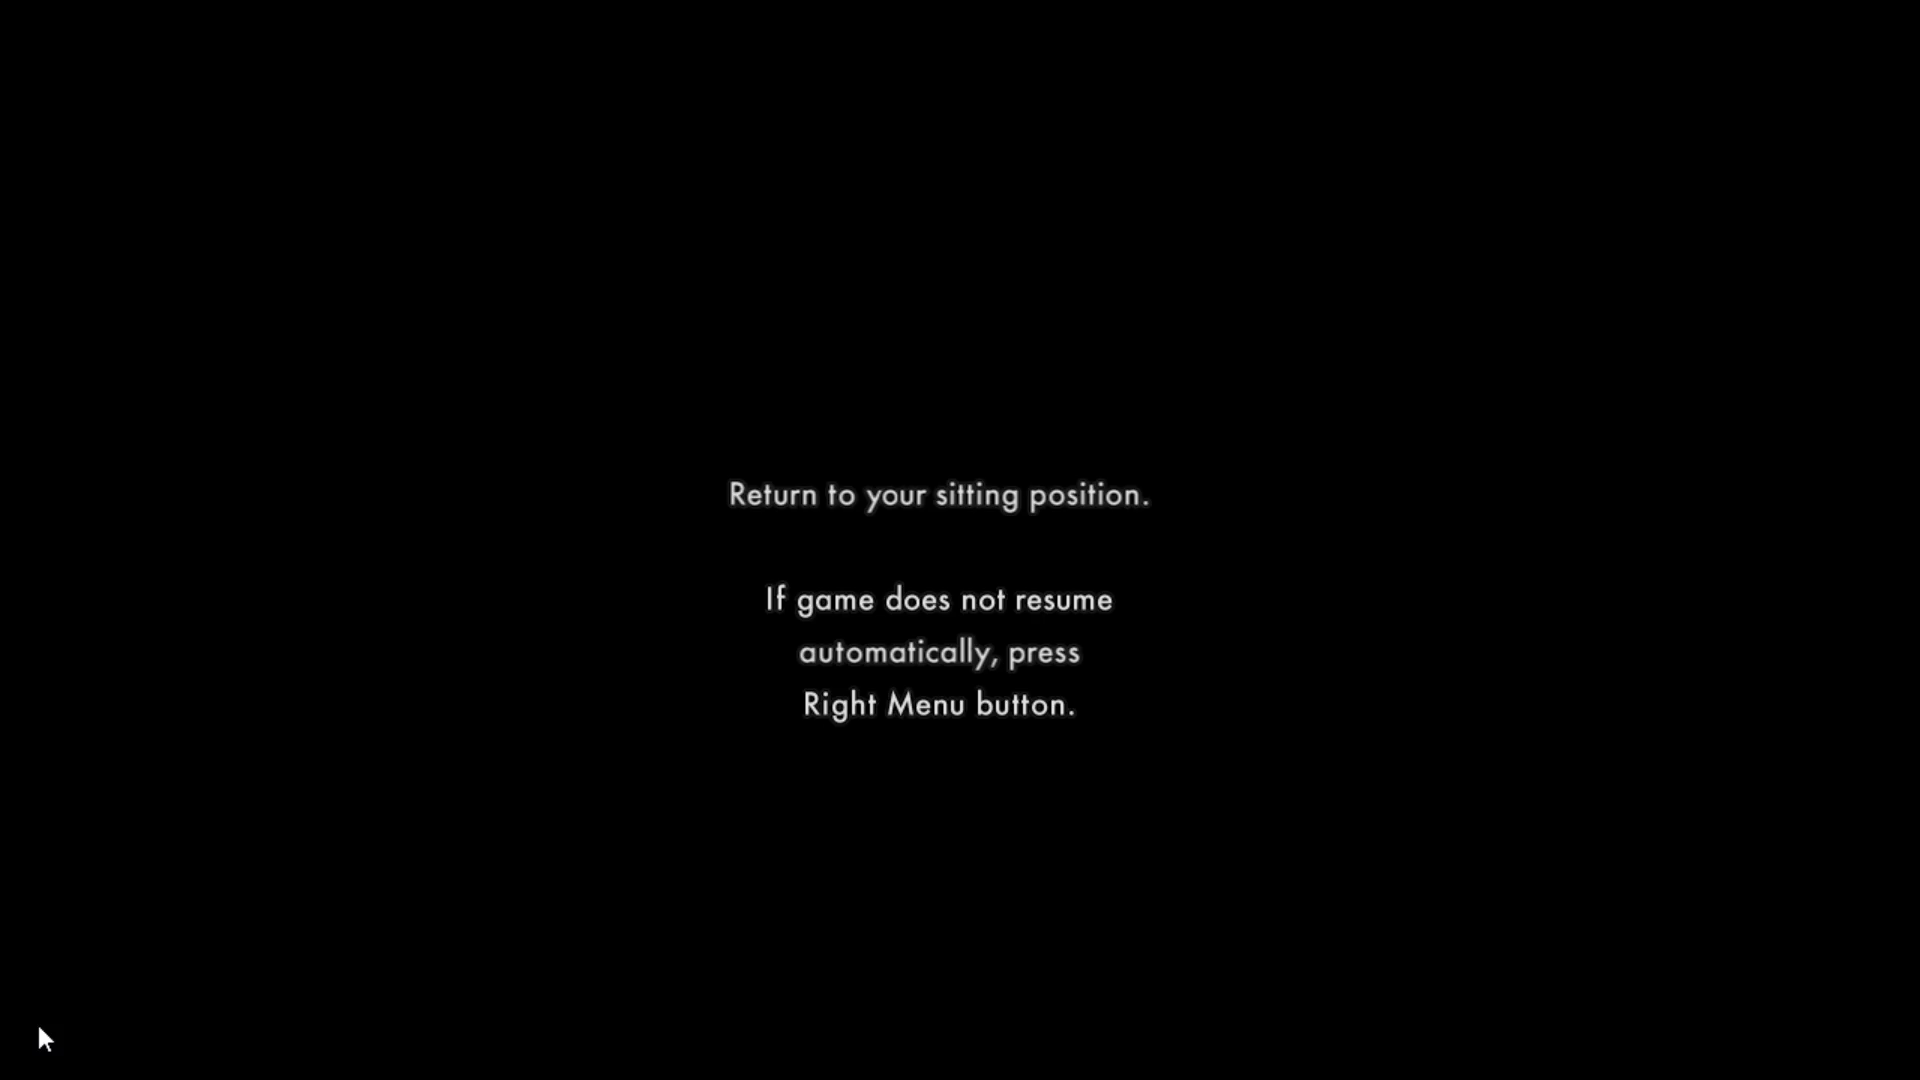 Return to your sitting position.
If game does not resume
automatically, press
Right Menu button.